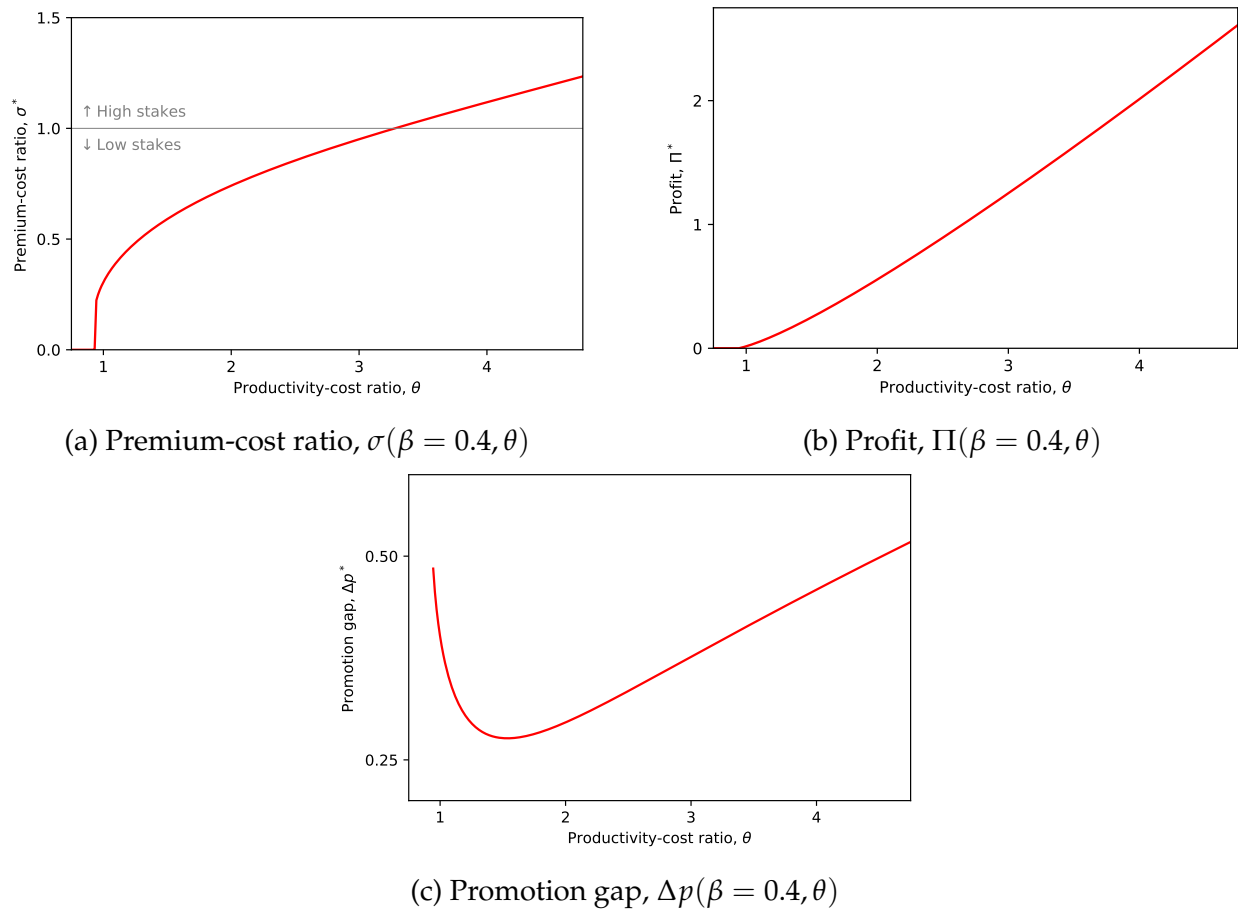 1.5
1.0
0.5
0.0
Premium-cost ratio, σ*
↑ High stakes
↓ Low stakes
1 2 3 4
Productivity-cost ratio, θ
(a) Premium-cost ratio, σ(β = 0.4, θ)
2
1
0
Profit, Π*
1 2 3 4
Productivity-cost ratio, θ
(b) Profit, Π(β = 0.4, θ)
0.50
0.25
Promotion gap, Δp*
1 2 3 4
Productivity-cost ratio, θ
(c) Promotion gap, Δp(β = 0.4, θ)